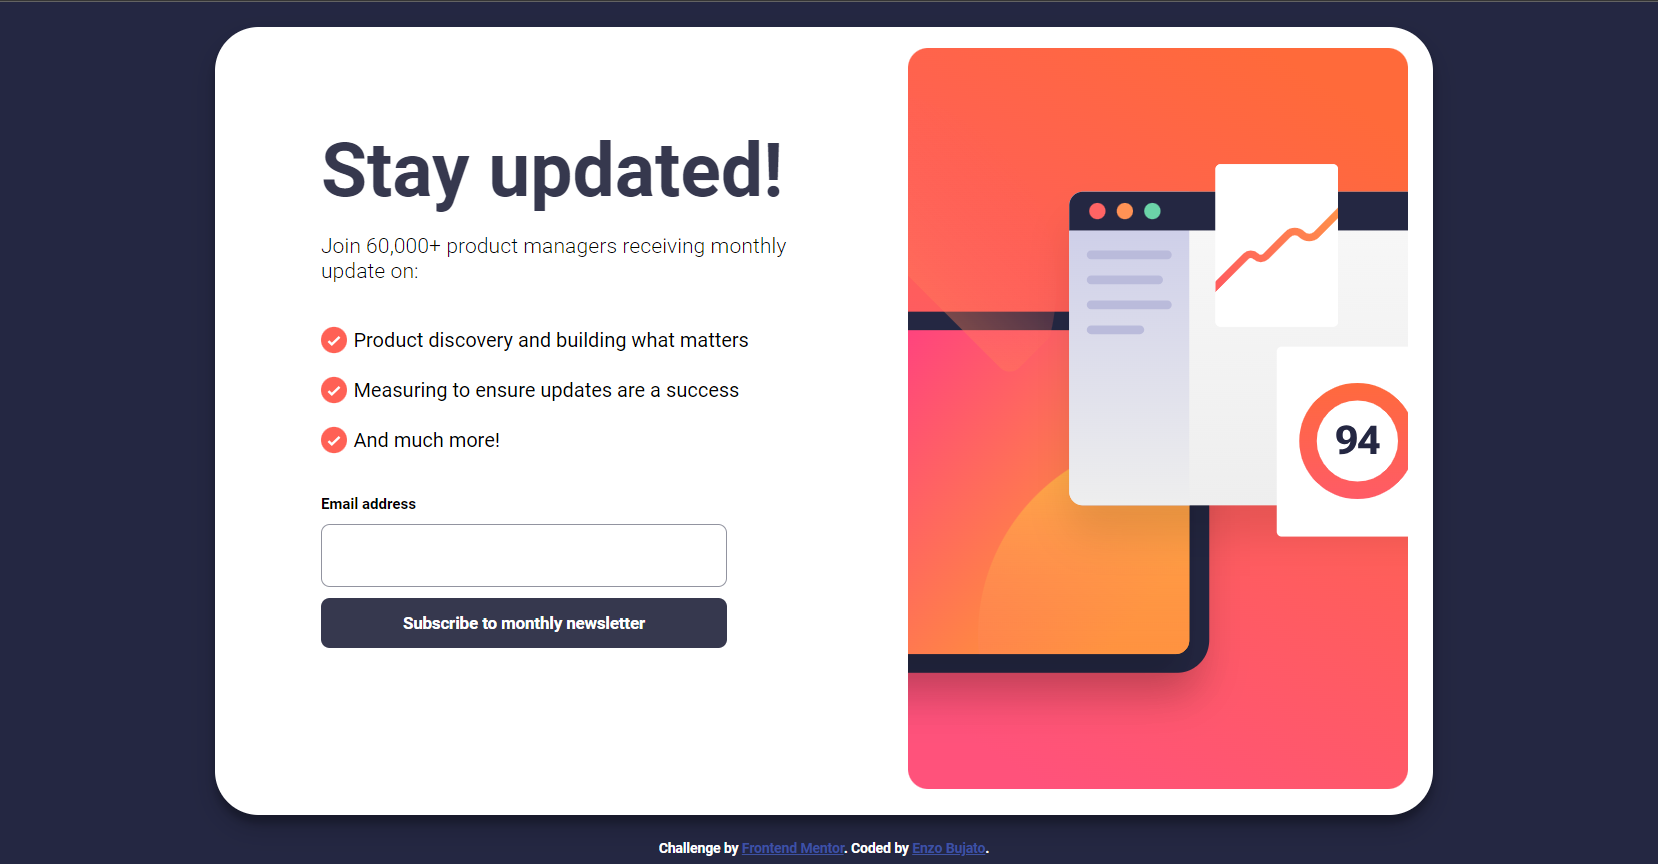 Stay updated!
Join 60,000+ product managers receiving monthly
update on:
Product discovery and building what matters
Measuring to ensure updates are a success
And much more!
Email address
Subscribe to monthly newsletter
94
Challenge by Frontend Mentor. Coded by Enzo Bujato.